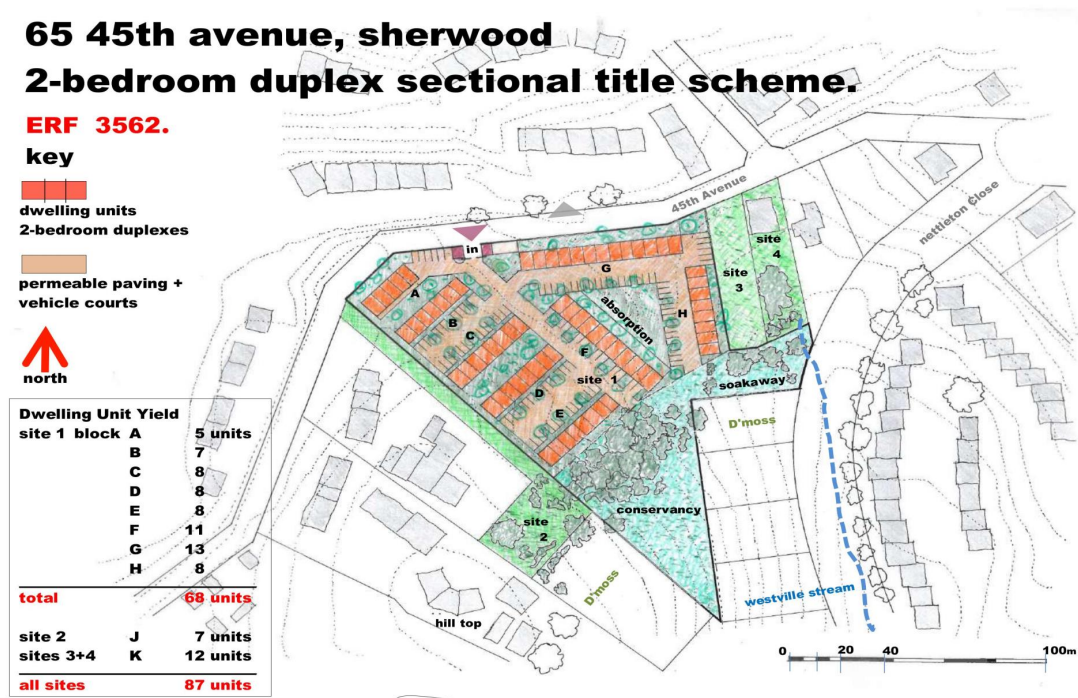 65 45th avenue, sherwood
2-bedroom duplex sectional title scheme.
ERF 3562.
key
dwelling units
2-bedroom duplexes
permeable paving +
vehicle courts
north
Dwelling Unit Yield
site 1 block A 5 units
B 7
C 8
D 8
E 8
F 11
G 13
H 8
total 68 units
site 2 J 7 units
sites 3+4 K 12 units
all sites 87 units
45th Avenue
nettleton Close
in
A
B
C
D
E
F
G
H
absorption
site 1
site
2
site
3
site
4
soakaway
D'moss
conservancy
D'moss
hill top
westville stream
0 20 40 100m